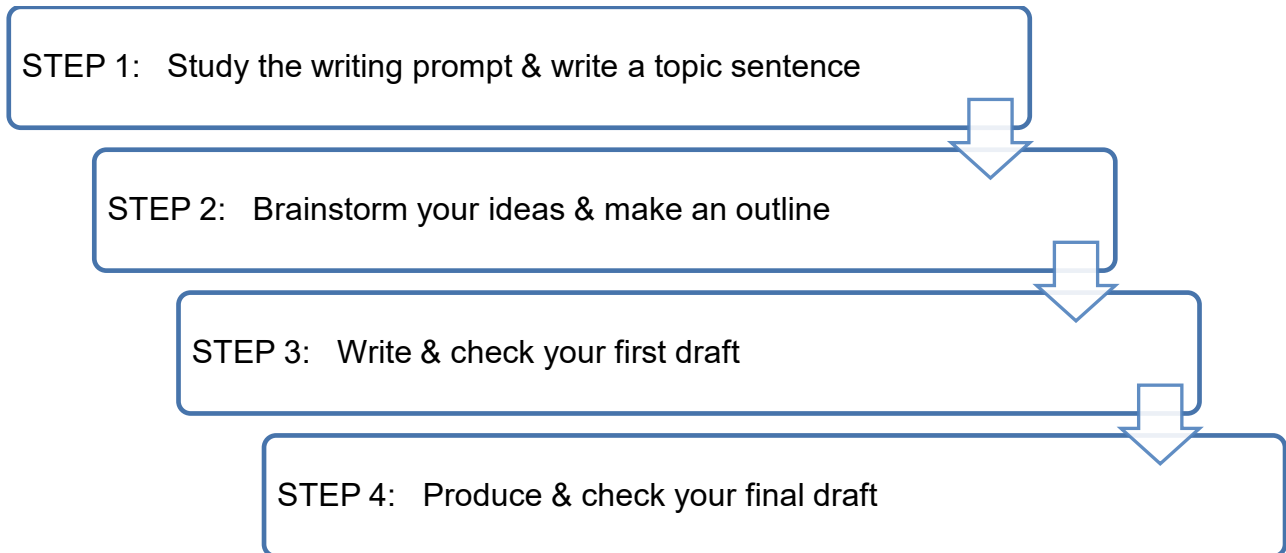 STEP 1: Study the writing prompt & write a topic sentence
STEP 2: Brainstorm your ideas & make an outline
STEP 3: Write & check your first draft
STEP 4: Produce & check your final draft